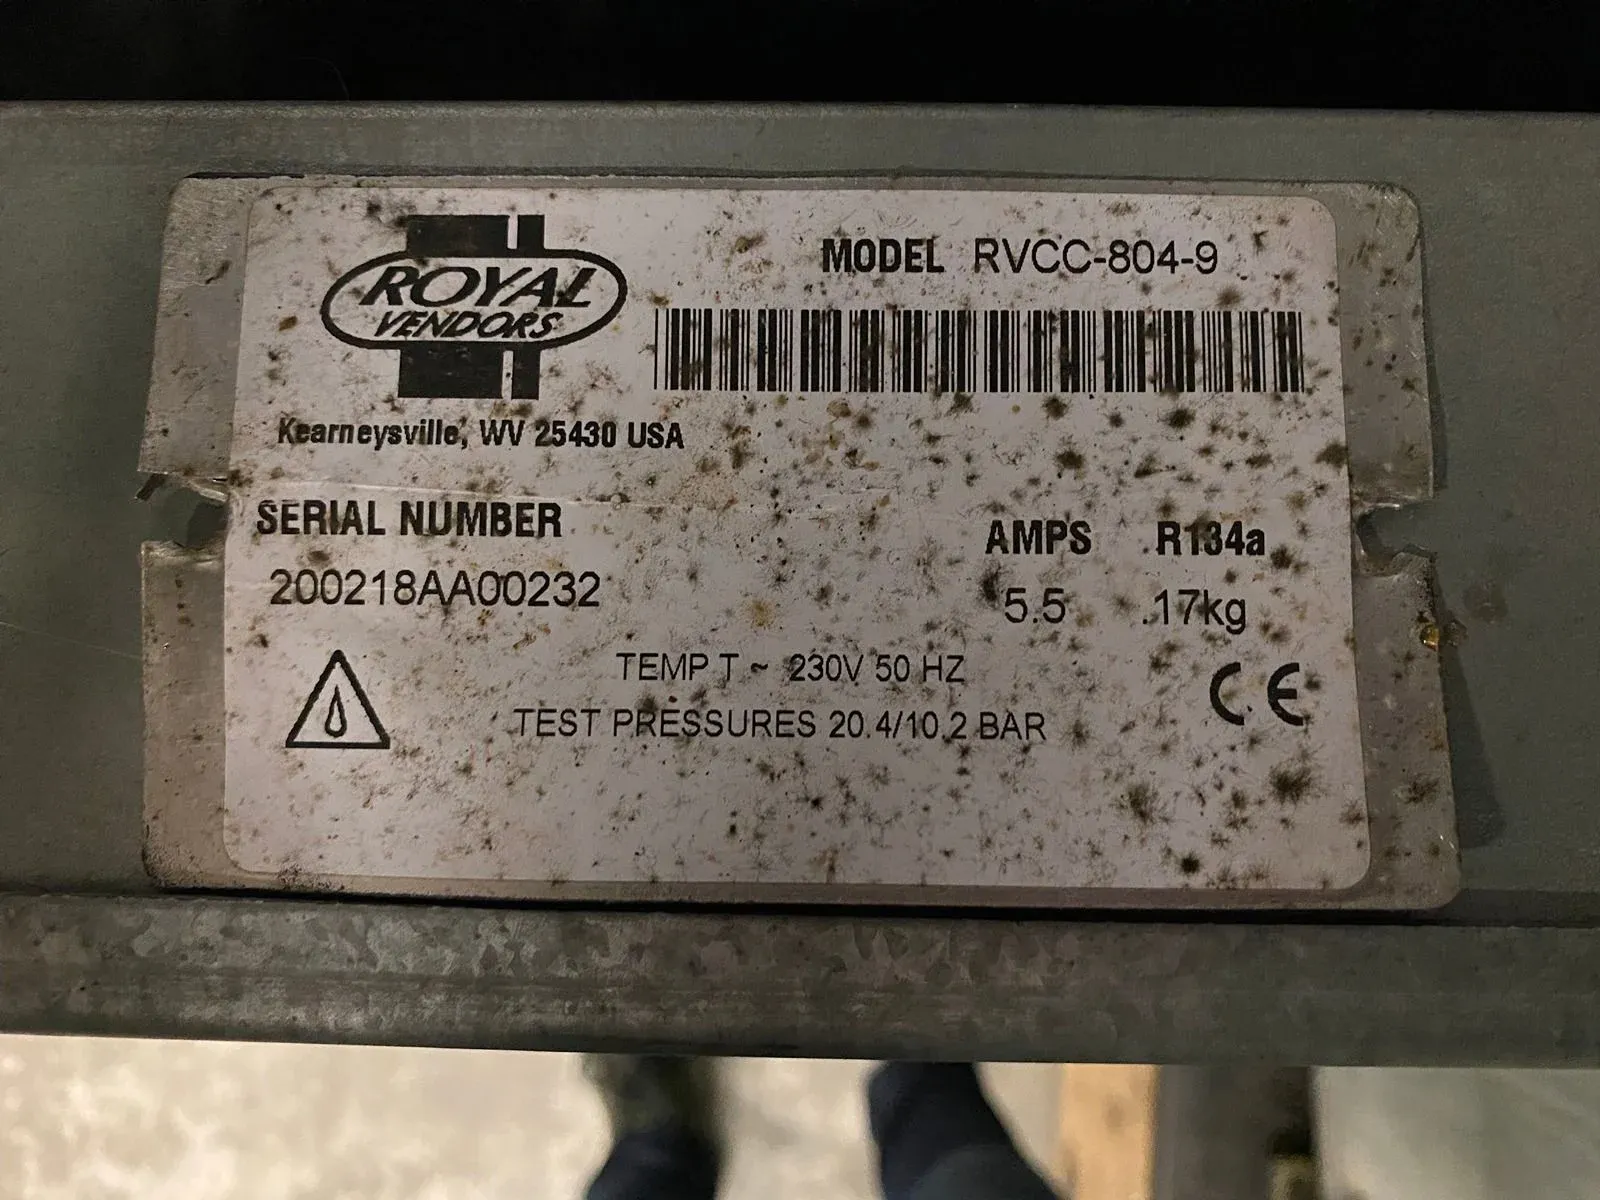 ROYAL
VENDORS
MODEL RVCC-804-9
Kearneysville, WV 25430 USA
SERIAL NUMBER
200218AA00232
AMPS R134a
5.5 .17kg
TEMP T ~ 230V 50 HZ
TEST PRESSURES 20.4/10.2 BAR
CE